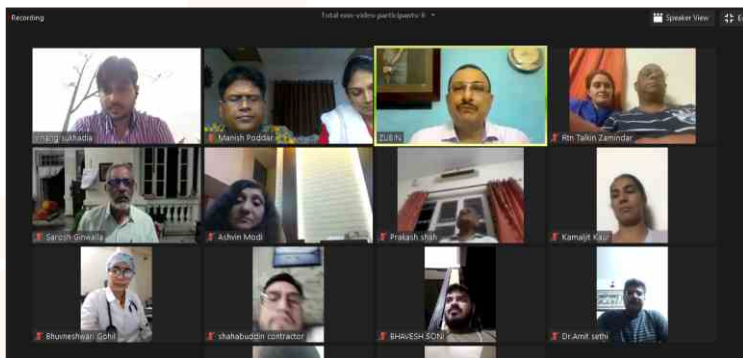 Recording
Total non-video participants: 6
Speaker View
Manish Poddar
ZUBIN
Rtn Talkin Zamindar
Sarosh Ginwalla
Ashvin Modi
Prakash shah
Kamaljit Kaur
Bhuvneshwari Gohil
shahabuddin contractor
BHAVESH SONI
Dr.Amit sethi